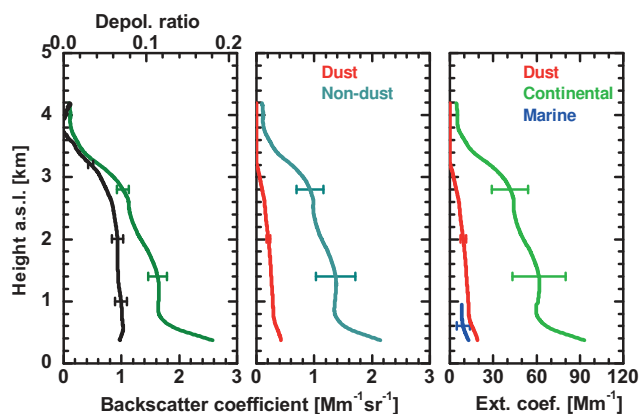 Depol. ratio
0.0 0.1 0.2
Dust
Non-dust
Dust
Continental
Marine
Height a.s.l. [km]
5
4
3
2
1
0
0 1 2 3
0 1 2 3
0 30 60 90 120
Backscatter coefficient [Mm⁻¹sr⁻¹]
Ext. coef. [Mm⁻¹]